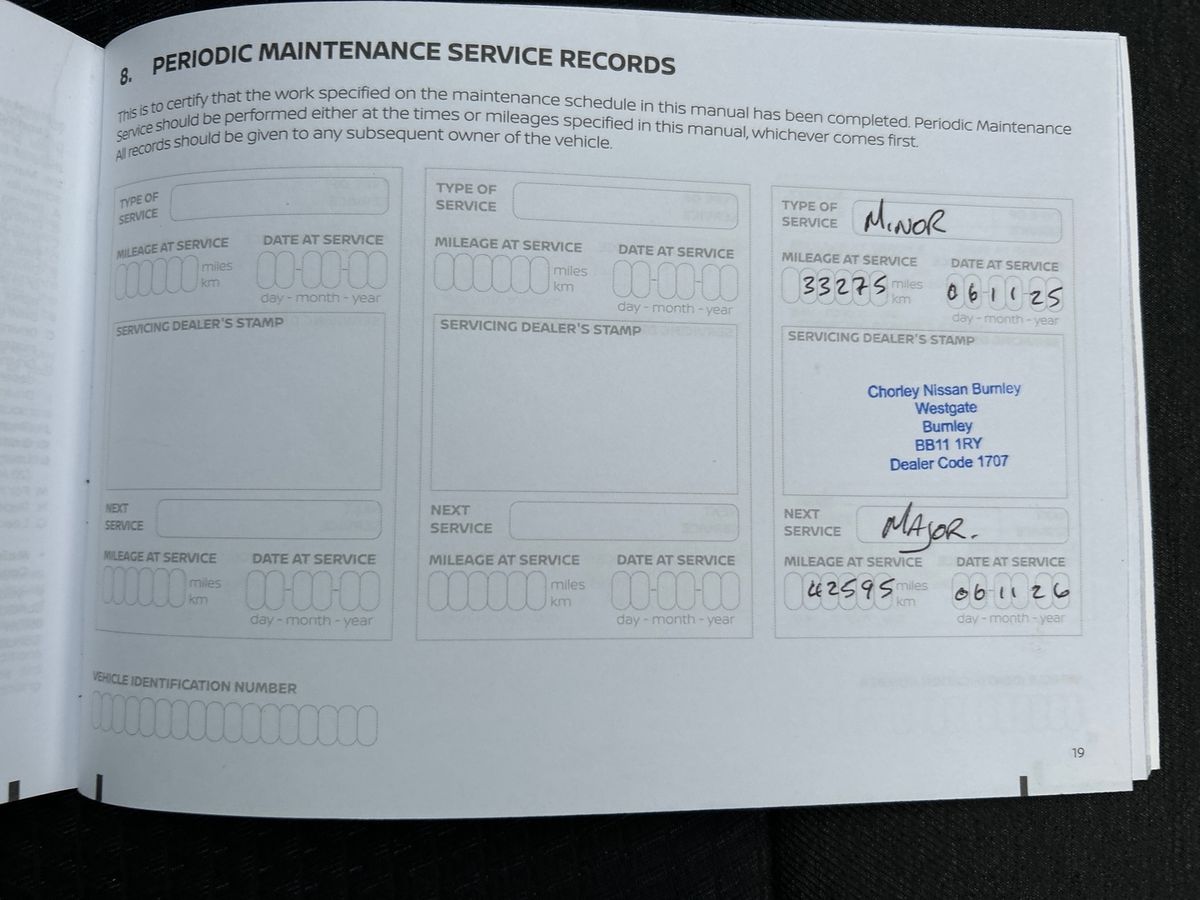 8. PERIODIC MAINTENANCE SERVICE RECORDS
This is to certify that the work specified on the maintenance schedule in this manual has been completed. Periodic Maintenance
Service should be performed either at the times or mileages specified in this manual, whichever comes first.
All records should be given to any subsequent owner of the vehicle.
TYPE OF
SERVICE
MILEAGE AT SERVICE DATE AT SERVICE
miles
km
day - month - year
SERVICING DEALER'S STAMP
NEXT
SERVICE
MILEAGE AT SERVICE DATE AT SERVICE
miles
km
day - month - year
TYPE OF
SERVICE
MILEAGE AT SERVICE DATE AT SERVICE
miles
km
day - month - year
SERVICING DEALER'S STAMP
NEXT
SERVICE
MILEAGE AT SERVICE DATE AT SERVICE
miles
km
day - month - year
TYPE OF
SERVICE MINOR
MILEAGE AT SERVICE DATE AT SERVICE
33275 miles 06-11-25
km
day - month - year
SERVICING DEALER'S STAMP
Chorley Nissan Burnley
Westgate
Burnley
BB11 1RY
Dealer Code 1707
NEXT
SERVICE MAJOR.
MILEAGE AT SERVICE DATE AT SERVICE
42595 miles 06-11-26
km
day - month - year
VEHICLE IDENTIFICATION NUMBER
19